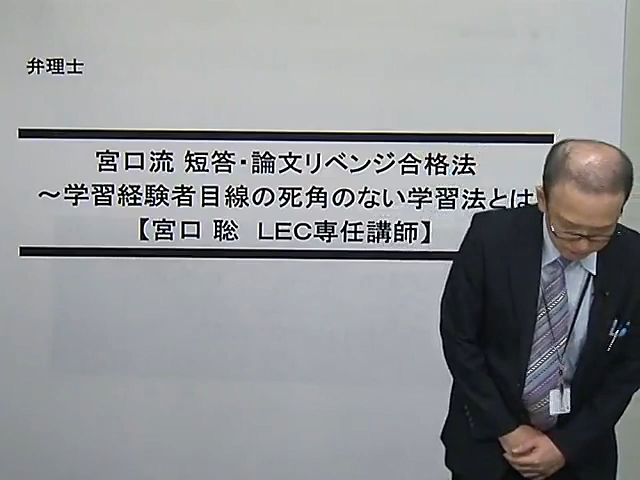 弁理士
宮口流 短答・論文リベンジ合格法
～学習経験者目線の死角のない学習法とは
【宮口 聡　LEC専任講師】